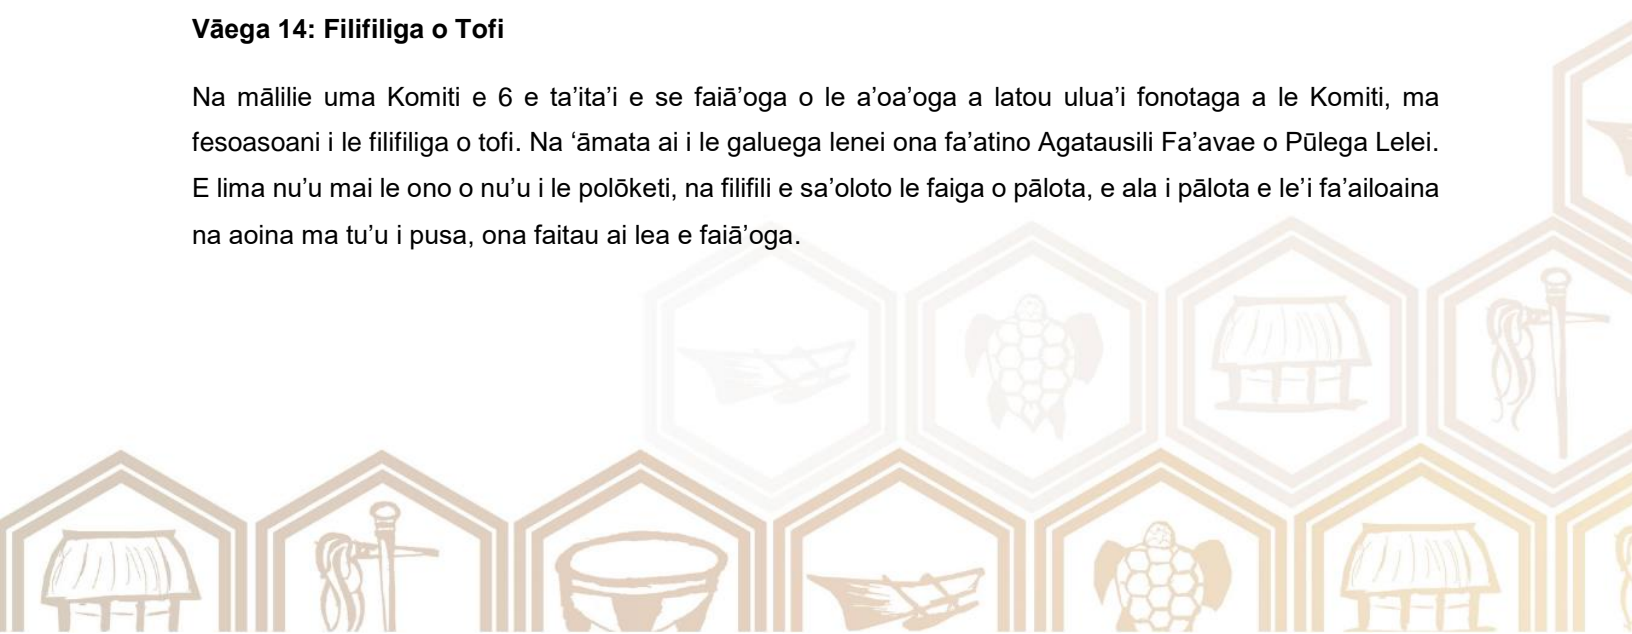 Vāega 14: Filifiliga o Tofi
Na mālilie uma Komiti e 6 e ta’ita’i e se faiā’oga o le a’oa’oga a latou ulua’i fonotaga a le Komiti, ma
fesoasoani i le filifiliga o tofi. Na ‘āmata ai i le galuega lenei ona fa’atino Agatausili Fa’avae o Pūlega Lelei.
E lima nu’u mai le ono o nu’u i le polōketi, na filifili e sa’oloto le faiga o pālota, e ala i pālota e le’i fa’ailoaina
na aoina ma tu’u i pusa, ona faitau ai lea e faiā’oga.